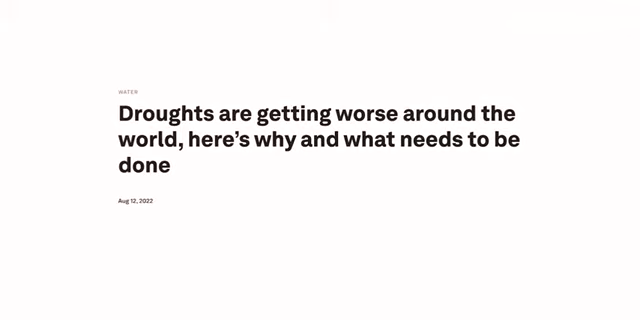 WATER
Droughts are getting worse around the
world, here’s why and what needs to be
done
Aug 12, 2022